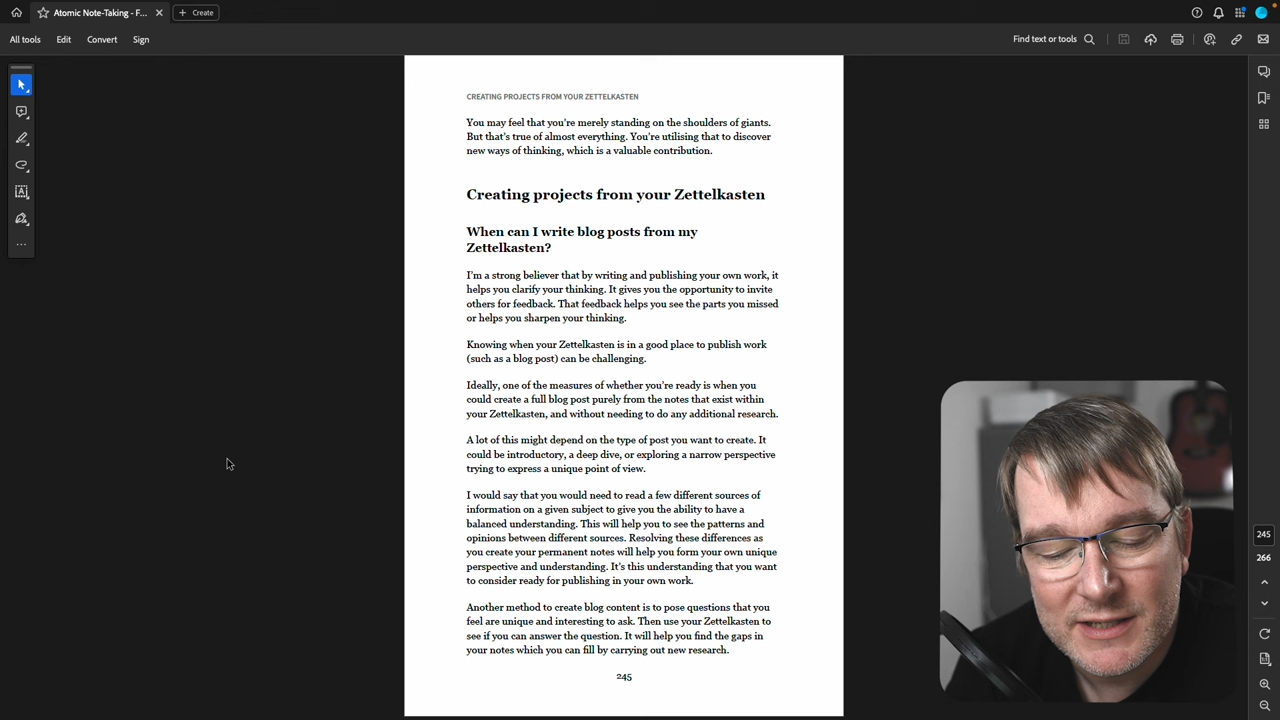 Atomic Note-Taking - F...
Create
All tools
Edit
Convert
Sign
Find text or tools
CREATING PROJECTS FROM YOUR ZETTELKASTEN
You may feel that you're merely standing on the shoulders of giants.
But that's true of almost everything. You're utilising that to discover
new ways of thinking, which is a valuable contribution.
Creating projects from your Zettelkasten
When can I write blog posts from my
Zettelkasten?
I'm a strong believer that by writing and publishing your own work, it
helps you clarify your thinking. It gives you the opportunity to invite
others for feedback. That feedback helps you see the parts you missed
or helps you sharpen your thinking.
Knowing when your Zettelkasten is in a good place to publish work
(such as a blog post) can be challenging.
Ideally, one of the measures of whether you're ready is when you
could create a full blog post purely from the notes that exist within
your Zettelkasten, and without needing to do any additional research.
A lot of this might depend on the type of post you want to create. It
could be introductory, a deep dive, or exploring a narrow perspective
trying to express a unique point of view.
I would say that you would need to read a few different sources of
information on a given subject to give you the ability to have a
balanced understanding. This will help you to see the patterns and
opinions between different sources. Resolving these differences as
you create your permanent notes will help you form your own unique
perspective and understanding. It's this understanding that you want
to consider ready for publishing in your own work.
Another method to create blog content is to pose questions that you
feel are unique and interesting to ask. Then use your Zettelkasten to
see if you can answer the question. It will help you find the gaps in
your notes which you can fill by carrying out new research.
245
245
266